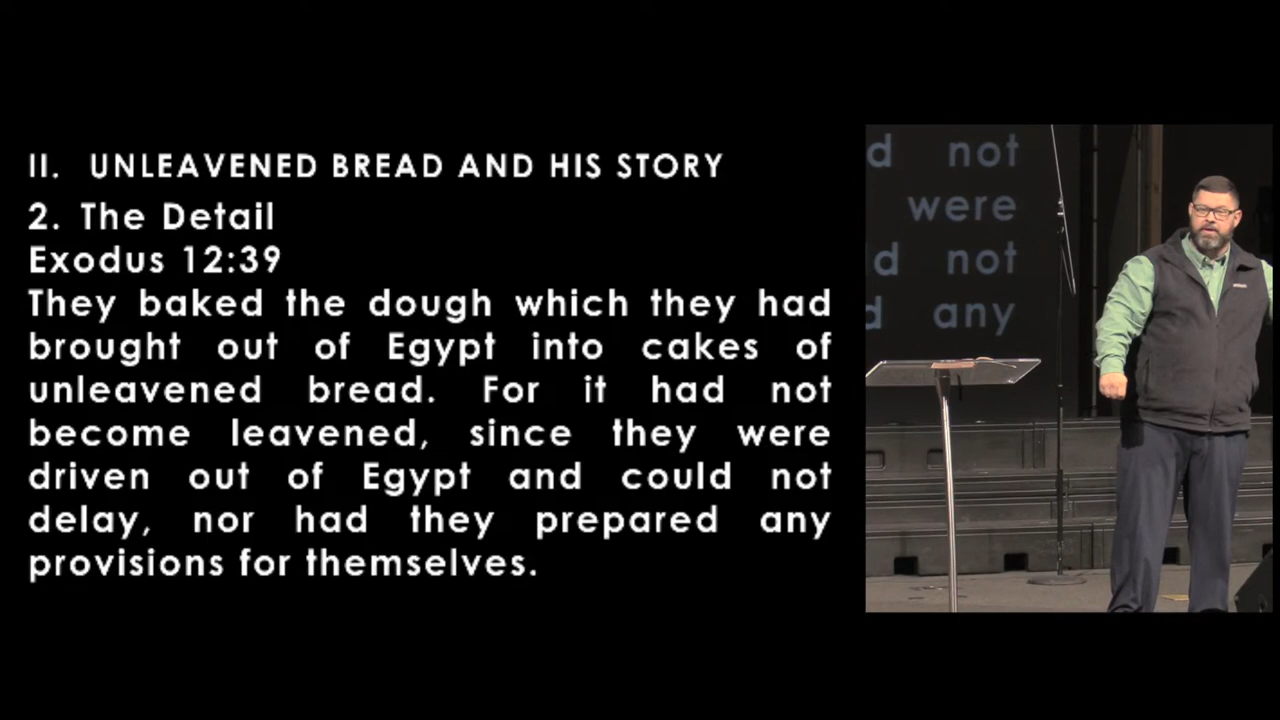 II. UNLEAVENED BREAD AND HIS STORY
2. The Detail
Exodus 12:39
They baked the dough which they had
brought out of Egypt into cakes of
unleavened bread. For it had not
become leavened, since they were
driven out of Egypt and could not
delay, nor had they prepared any
provisions for themselves.
d not
were
d not
d any